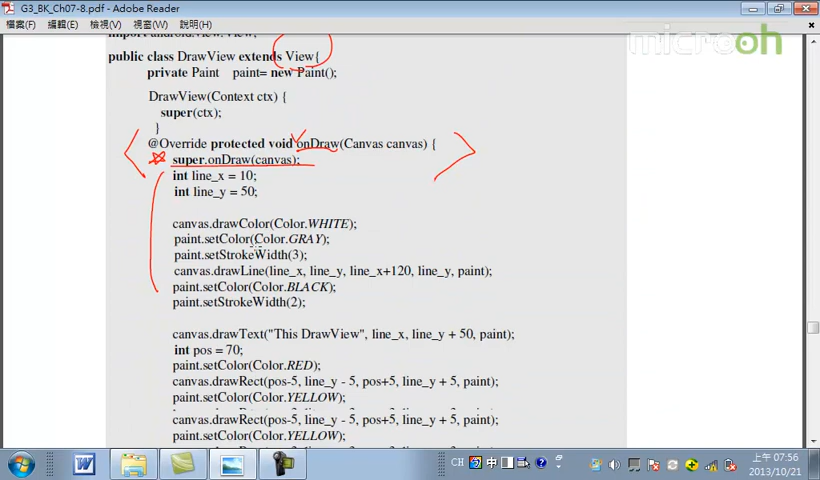 G3_BK_Ch07-8.pdf - Adobe Reader
檔案(F) 編輯(E) 檢視(V) 視窗(W) 說明(H)
microoh
import android.view.View;
public class DrawView extends View{
private Paint paint= new Paint();
DrawView(Context ctx) {
super(ctx);
}
@Override protected void onDraw(Canvas canvas) {
super.onDraw(canvas);
int line_x = 10;
int line_y = 50;
canvas.drawColor(Color.WHITE);
paint.setColor(Color.GRAY);
paint.setStrokeWidth(3);
canvas.drawLine(line_x, line_y, line_x+120, line_y, paint);
paint.setColor(Color.BLACK);
paint.setStrokeWidth(2);
canvas.drawText("This DrawView", line_x, line_y + 50, paint);
int pos = 70;
paint.setColor(Color.RED);
canvas.drawRect(pos-5, line_y - 5, pos+5, line_y + 5, paint);
paint.setColor(Color.YELLOW);
canvas.drawRect(pos-5, line_y - 5, pos+5, line_y + 5, paint);
paint.setColor(Color.YELLOW);
CH 中
上午 07:56
2013/10/21